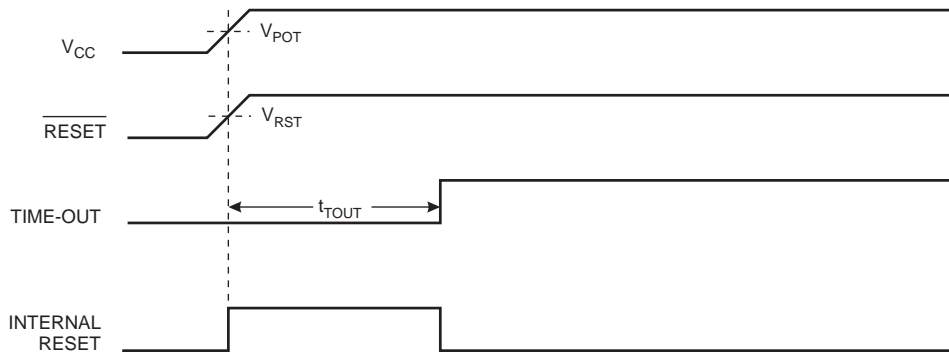 V_CC
V_POT
RESET
V_RST
TIME-OUT
t_TOUT
INTERNAL
RESET